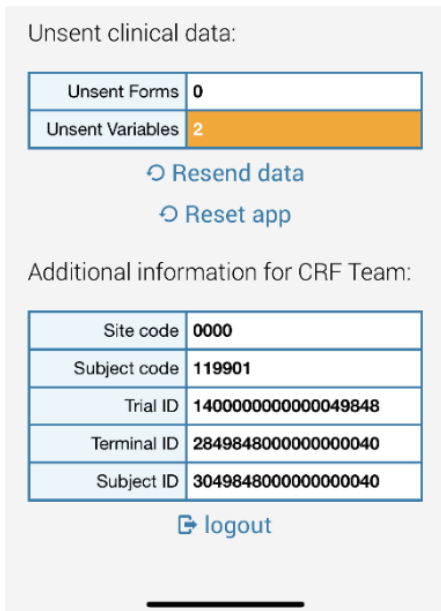 Unsent clinical data:
Unsent Forms 0
Unsent Variables 2
Resend data
Reset app
Additional information for CRF Team:
Site code 0000
Subject code 119901
Trial ID 1400000000000049848
Terminal ID 2849848000000000040
Subject ID 3049848000000000040
logout